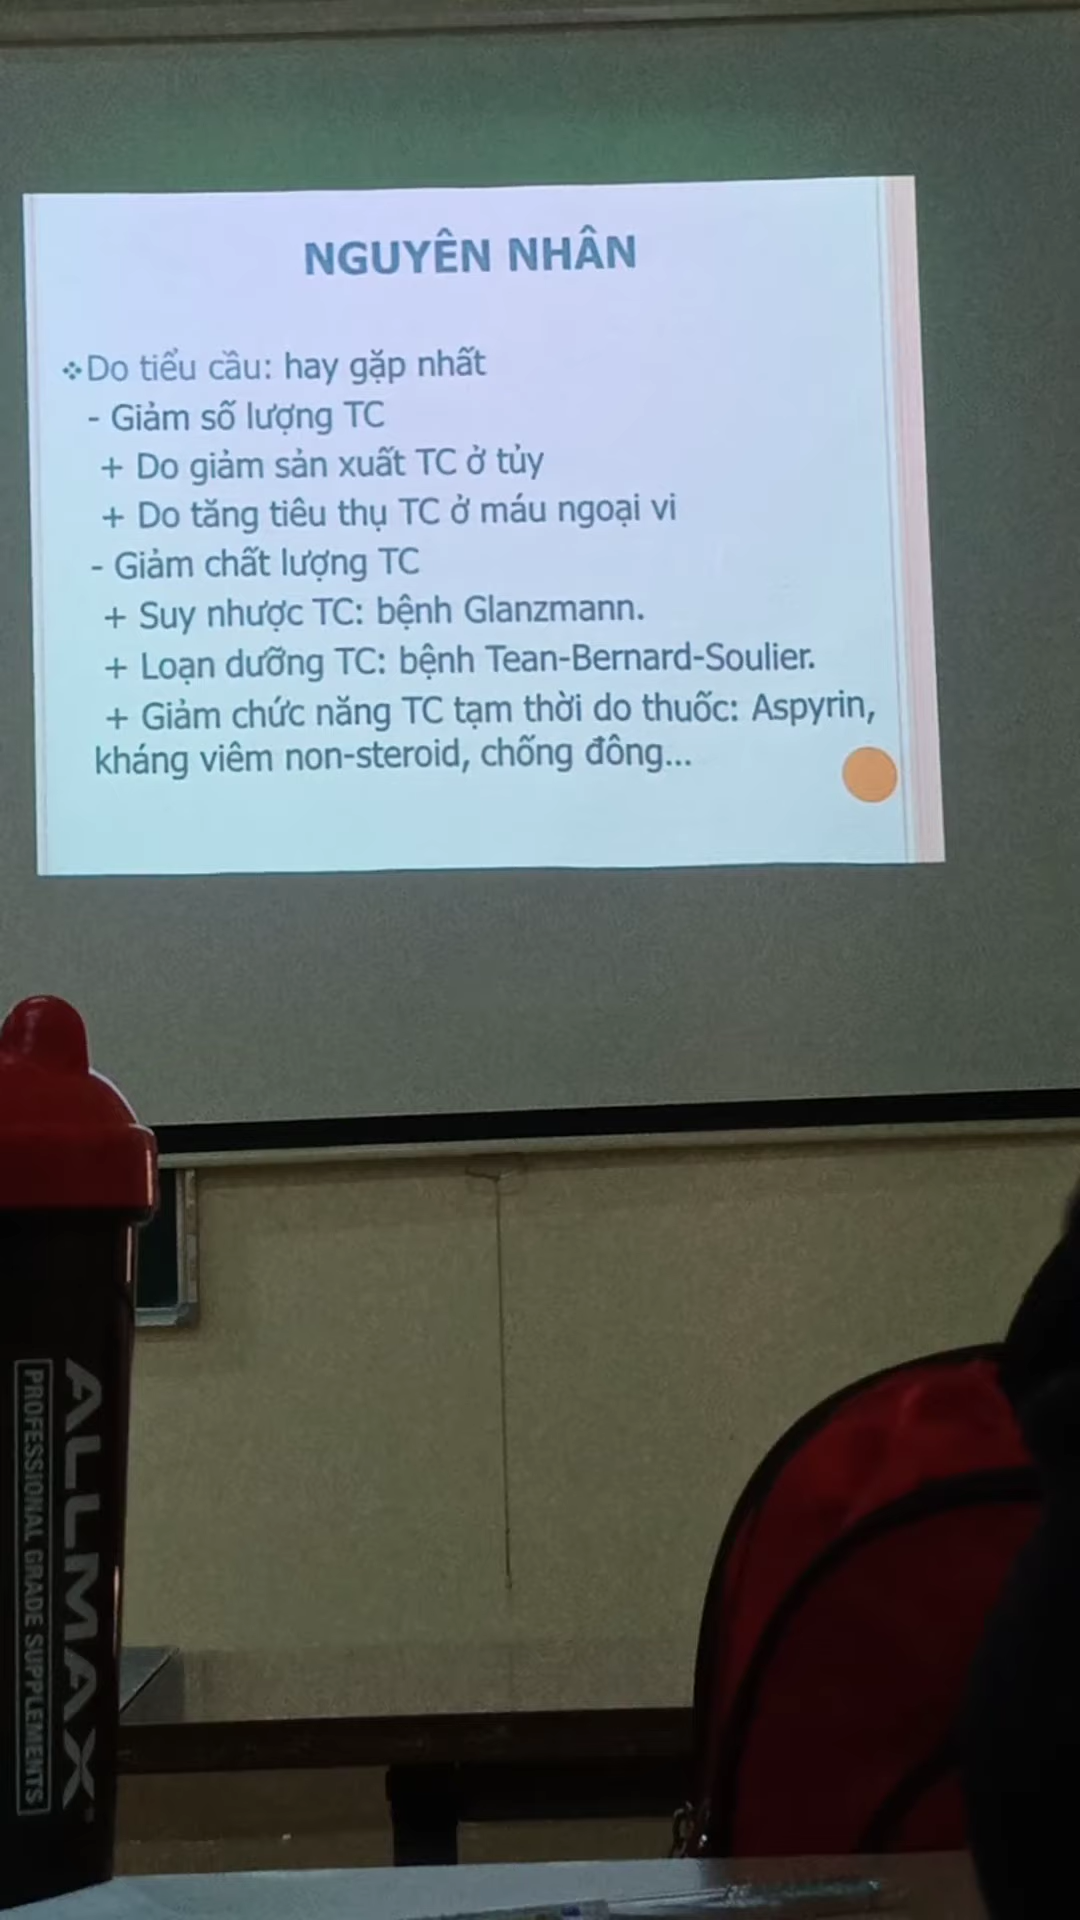 NGUYÊN NHÂN
❖Do tiểu cầu: hay gặp nhất
- Giảm số lượng TC
+ Do giảm sản xuất TC ở tủy
+ Do tăng tiêu thụ TC ở máu ngoại vi
- Giảm chất lượng TC
+ Suy nhược TC: bệnh Glanzmann.
+ Loạn dưỡng TC: bệnh Tean-Bernard-Soulier.
+ Giảm chức năng TC tạm thời do thuốc: Aspyrin,
kháng viêm non-steroid, chống đông...
ALLMAX
PROFESSIONAL GRADE SUPPLEMENTS